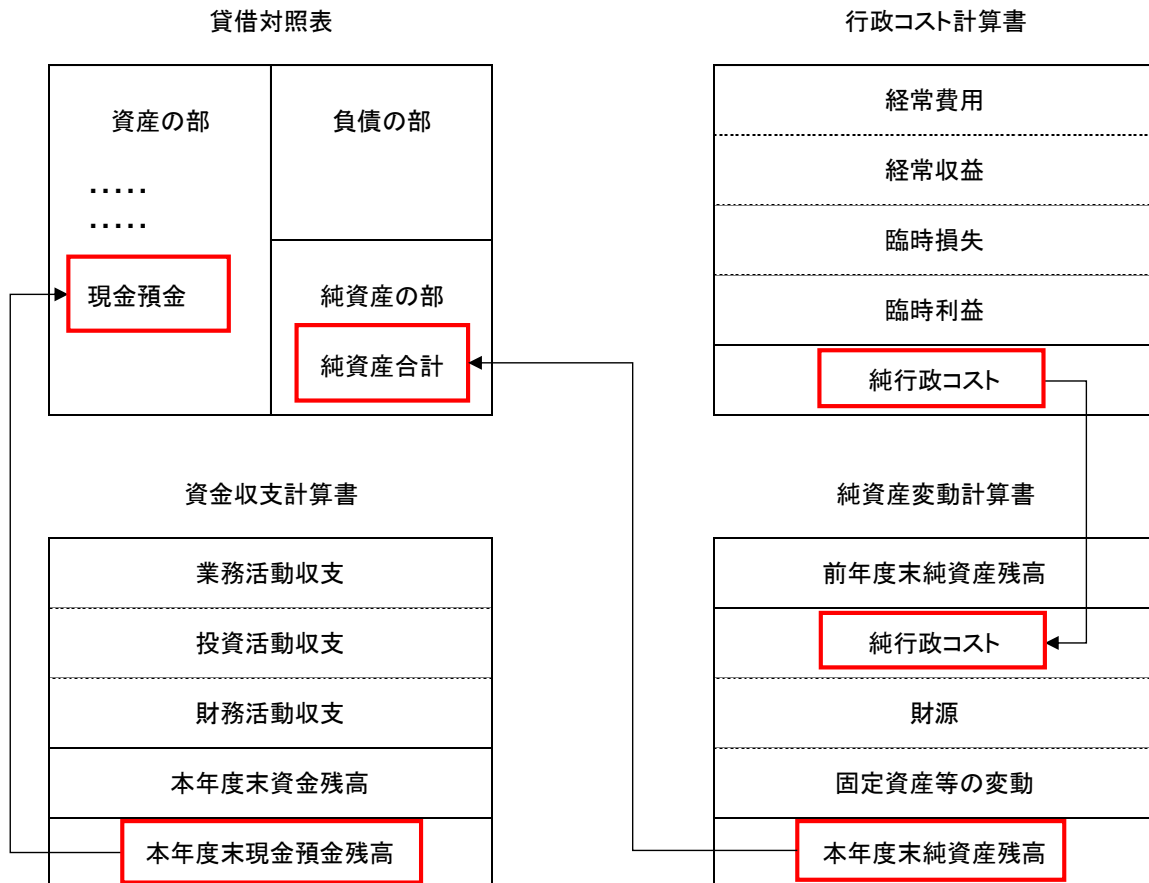 貸借対照表
資産の部
.....
.....
現金預金
負債の部
純資産の部
純資産合計
行政コスト計算書
経常費用
経常収益
臨時損失
臨時利益
純行政コスト
資金収支計算書
業務活動収支
投資活動収支
財務活動収支
本年度末資金残高
本年度末現金預金残高
純資産変動計算書
前年度末純資産残高
純行政コスト
財源
固定資産等の変動
本年度末純資産残高